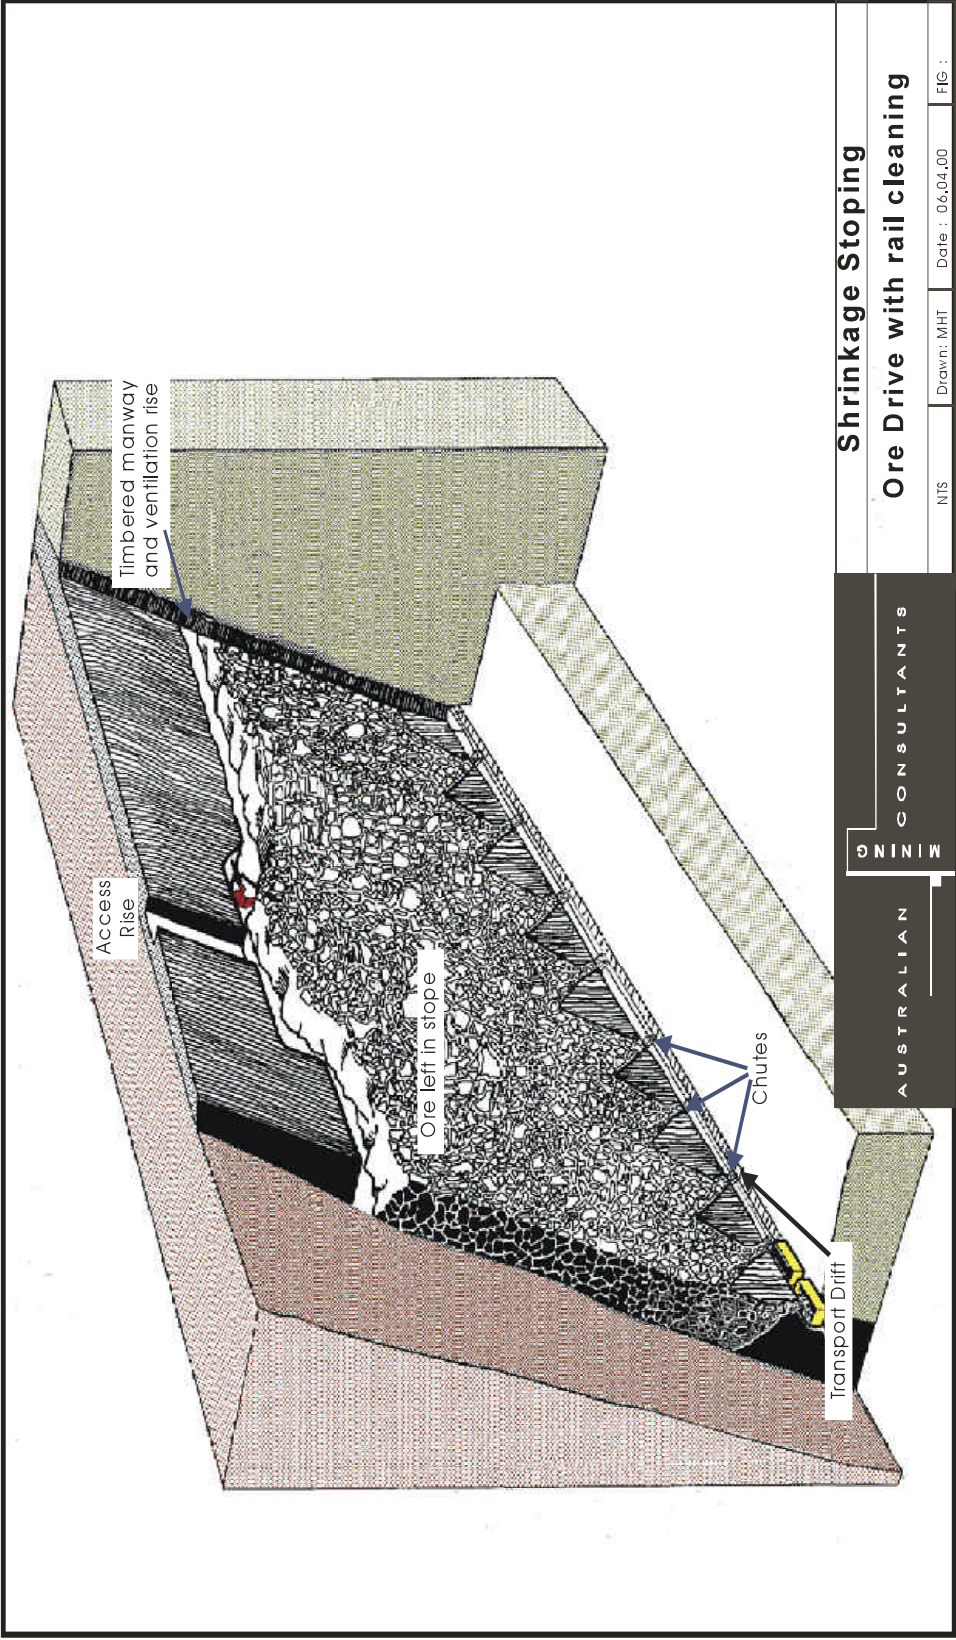 Timbered manway
and ventilation rise
Access
Rise
Ore left in stope
Chutes
Transport Drift
AUSTRALIAN
MINING
CONSULTANTS
Shrinkage Stoping
Ore Drive with rail cleaning
NTS
Drawn: MHT
Date : 06.04.00
FIG :